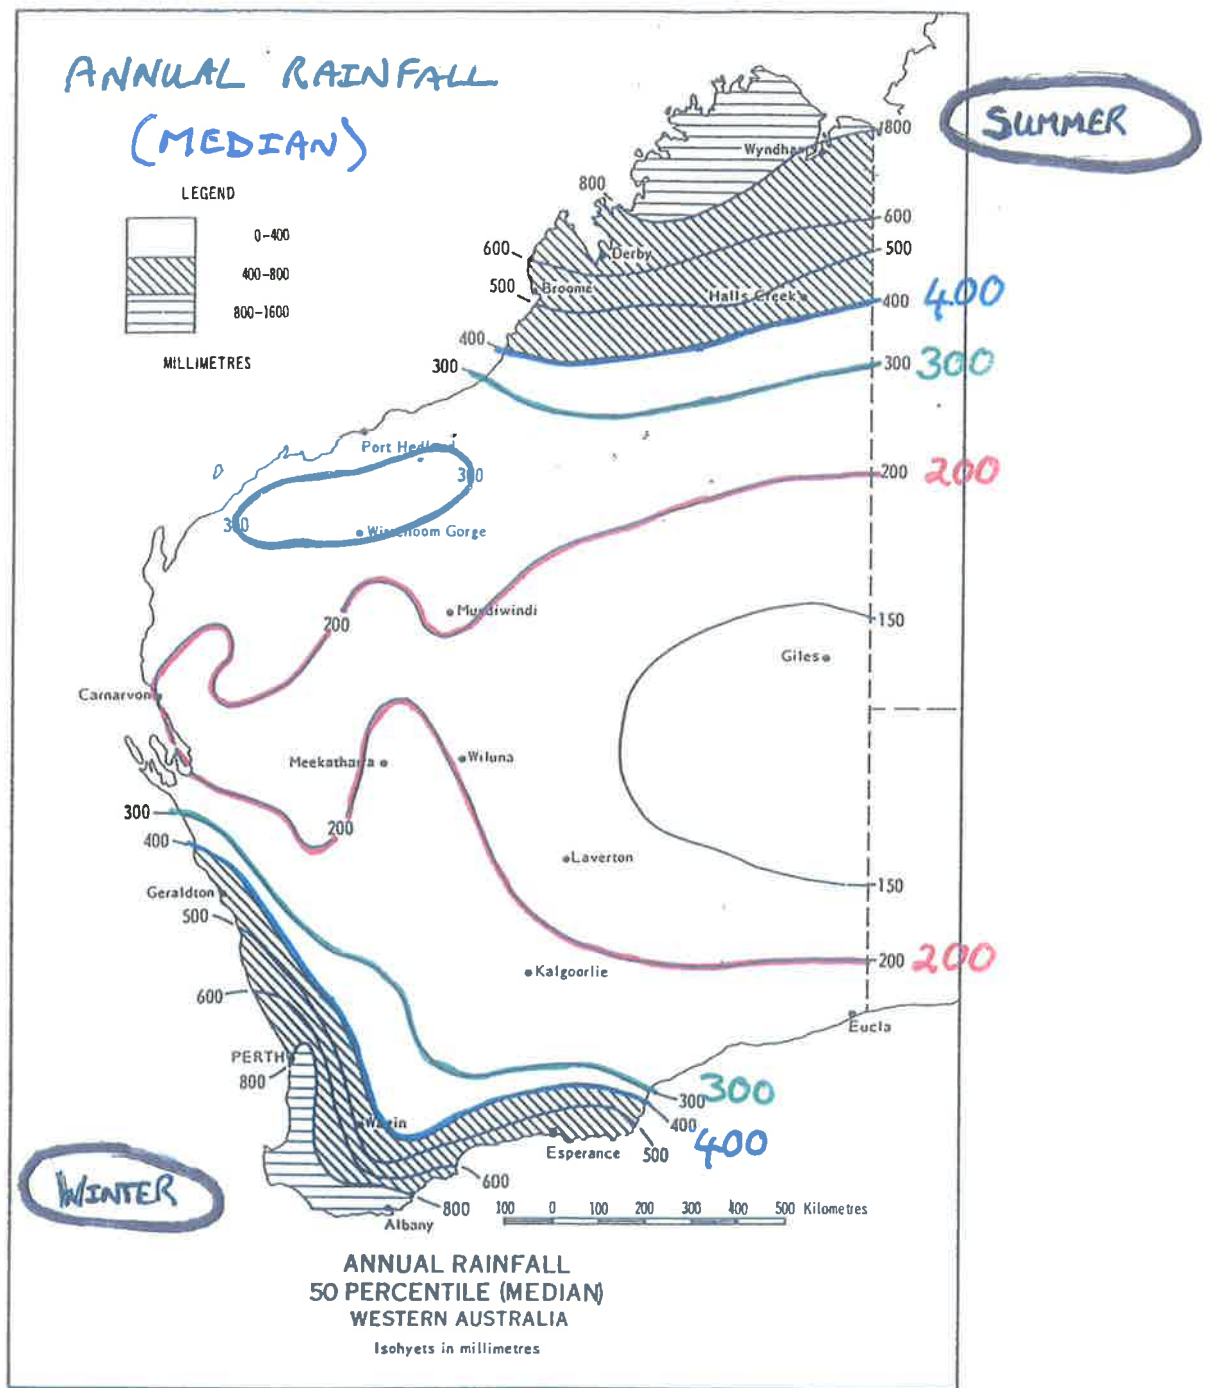 ANNUAL RAINFALL
(MEDIAN)
SUMMER
LEGEND
0-400
400-800
800-1600
MILLIMETRES
Wyndham
800
800
600
600
500
500
Derby
Broome
Halls Creek
400
400 400
300
300 300
Port Hedland
300
300
Wittenoom Gorge
200 200
200
Mundiwindi
150
Giles
Carnarvon
Meekatharra
Wiluna
200
300
400
Laverton
Geraldton
500
150
200 200
Kalgoorlie
600
Eucla
PERTH
800
300 300
400 400
Wagin
Esperance 500
600
WINTER
800
Albany
100 0 100 200 300 400 500 Kilometres
ANNUAL RAINFALL
50 PERCENTILE (MEDIAN)
WESTERN AUSTRALIA
Isohyets in millimetres